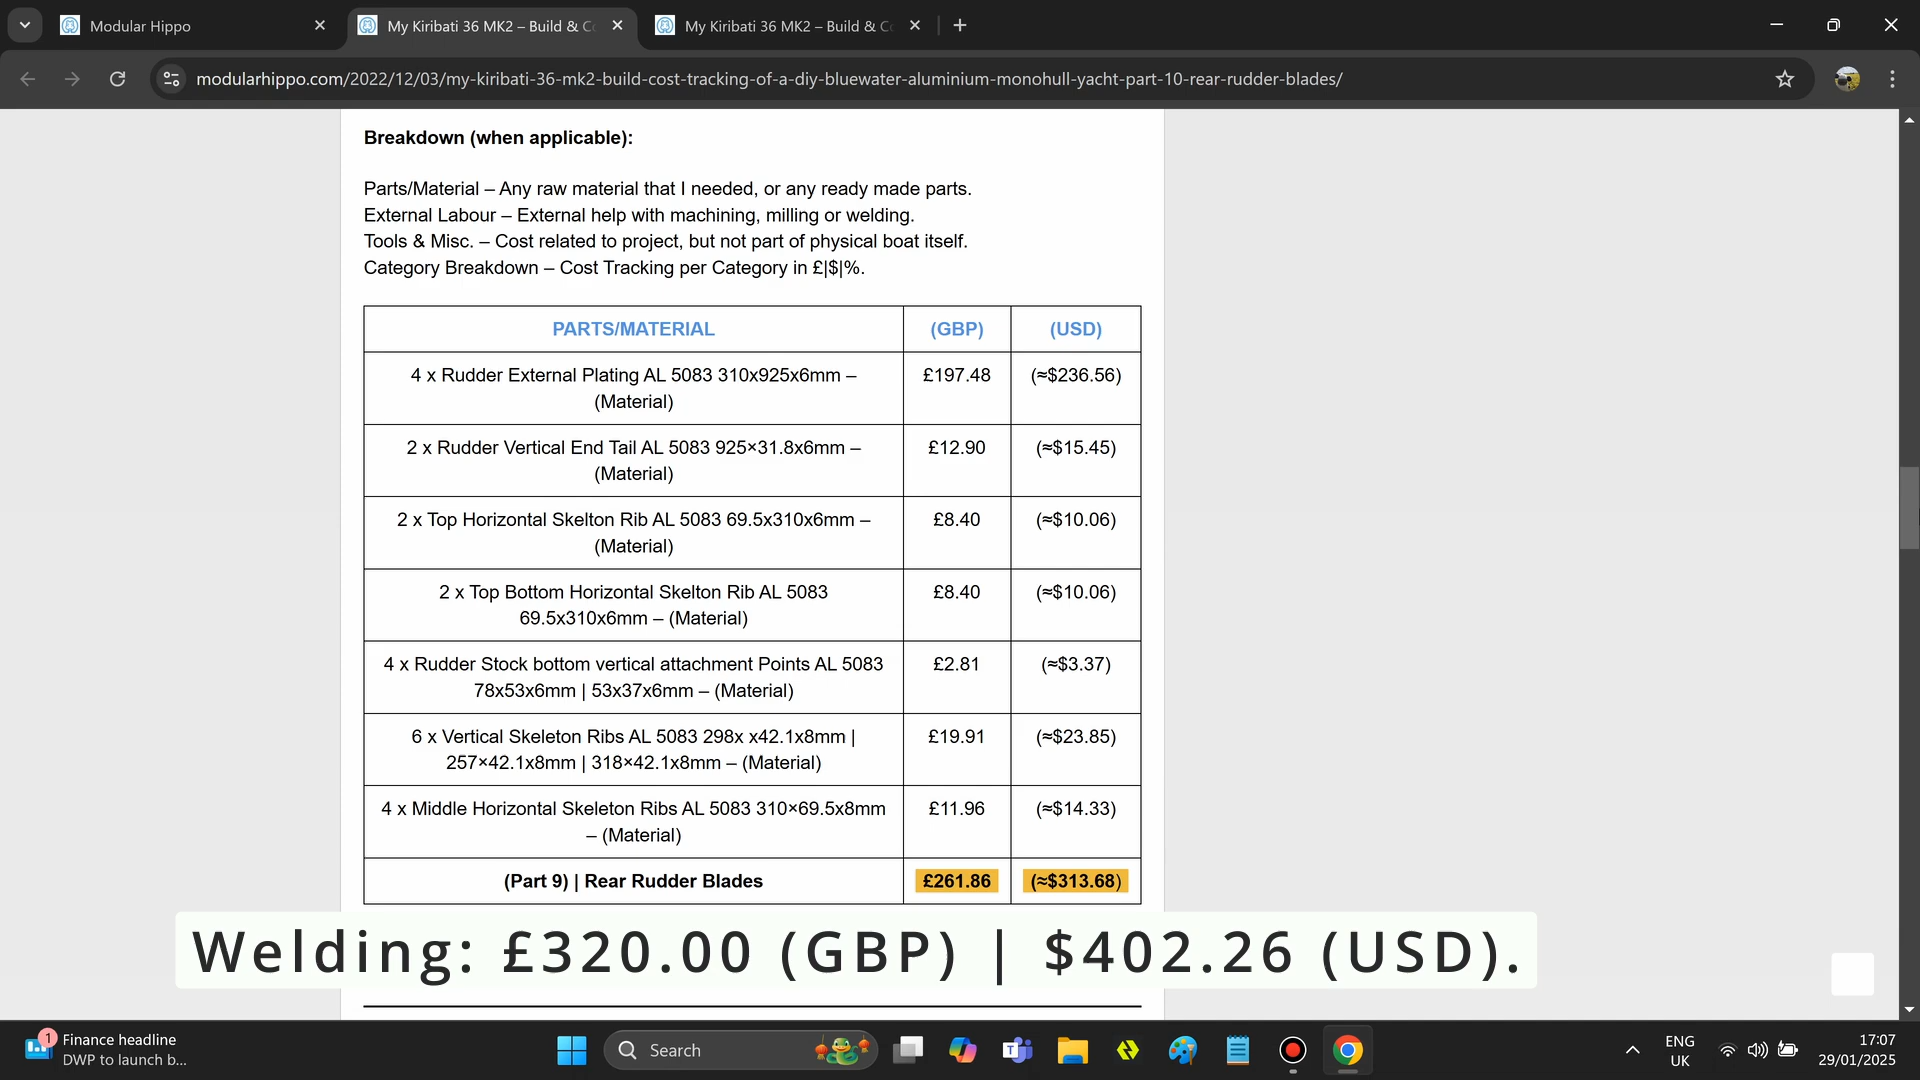 Modular Hippo
My Kiribati 36 MK2 – Build & Co
My Kiribati 36 MK2 – Build & Co
modularhippo.com/2022/12/03/my-kiribati-36-mk2-build-cost-tracking-of-a-diy-bluewater-aluminium-monohull-yacht-part-10-rear-rudder-blades/
Breakdown (when applicable):
Parts/Material – Any raw material that I needed, or any ready made parts.
External Labour – External help with machining, milling or welding.
Tools & Misc. – Cost related to project, but not part of physical boat itself.
Category Breakdown – Cost Tracking per Category in £|$|%.
PARTS/MATERIAL (GBP) (USD)
4 x Rudder External Plating AL 5083 310x925x6mm – £197.48 (≈$236.56)
(Material)
2 x Rudder Vertical End Tail AL 5083 925×31.8x6mm – £12.90 (≈$15.45)
(Material)
2 x Top Horizontal Skelton Rib AL 5083 69.5x310x6mm – £8.40 (≈$10.06)
(Material)
2 x Top Bottom Horizontal Skelton Rib AL 5083 £8.40 (≈$10.06)
69.5x310x6mm – (Material)
4 x Rudder Stock bottom vertical attachment Points AL 5083 £2.81 (≈$3.37)
78x53x6mm | 53x37x6mm – (Material)
6 x Vertical Skeleton Ribs AL 5083 298x x42.1x8mm | £19.91 (≈$23.85)
257×42.1x8mm | 318×42.1x8mm – (Material)
4 x Middle Horizontal Skeleton Ribs AL 5083 310×69.5x8mm £11.96 (≈$14.33)
– (Material)
(Part 9) | Rear Rudder Blades £261.86 (≈$313.68)
Welding: £320.00 (GBP) | $402.26 (USD).
1
Finance headline
DWP to launch b...
Search
ENG
UK
17:07
29/01/2025